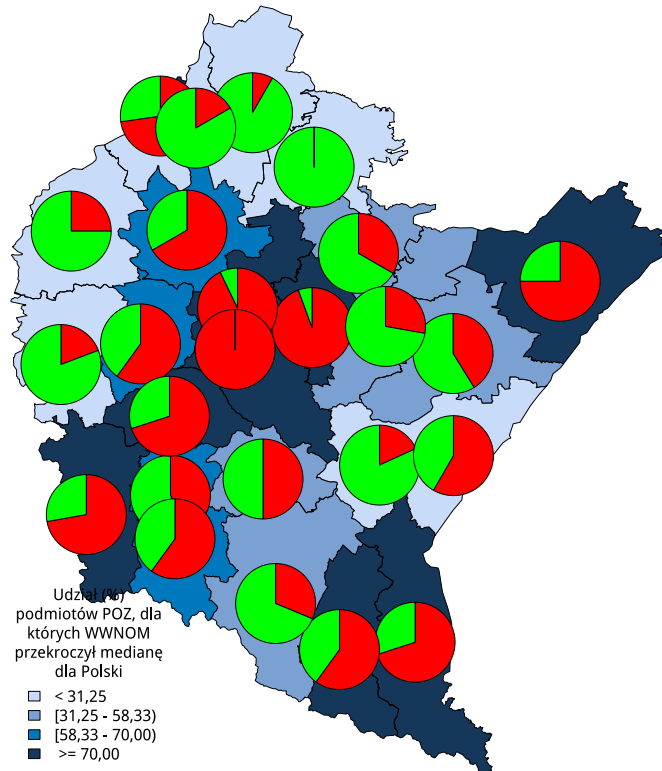 Udział (%)
podmiotów POZ, dla
których WWNOM
przekroczył medianę
dla Polski
< 31,25
[31,25 - 58,33)
[58,33 - 70,00)
>= 70,00